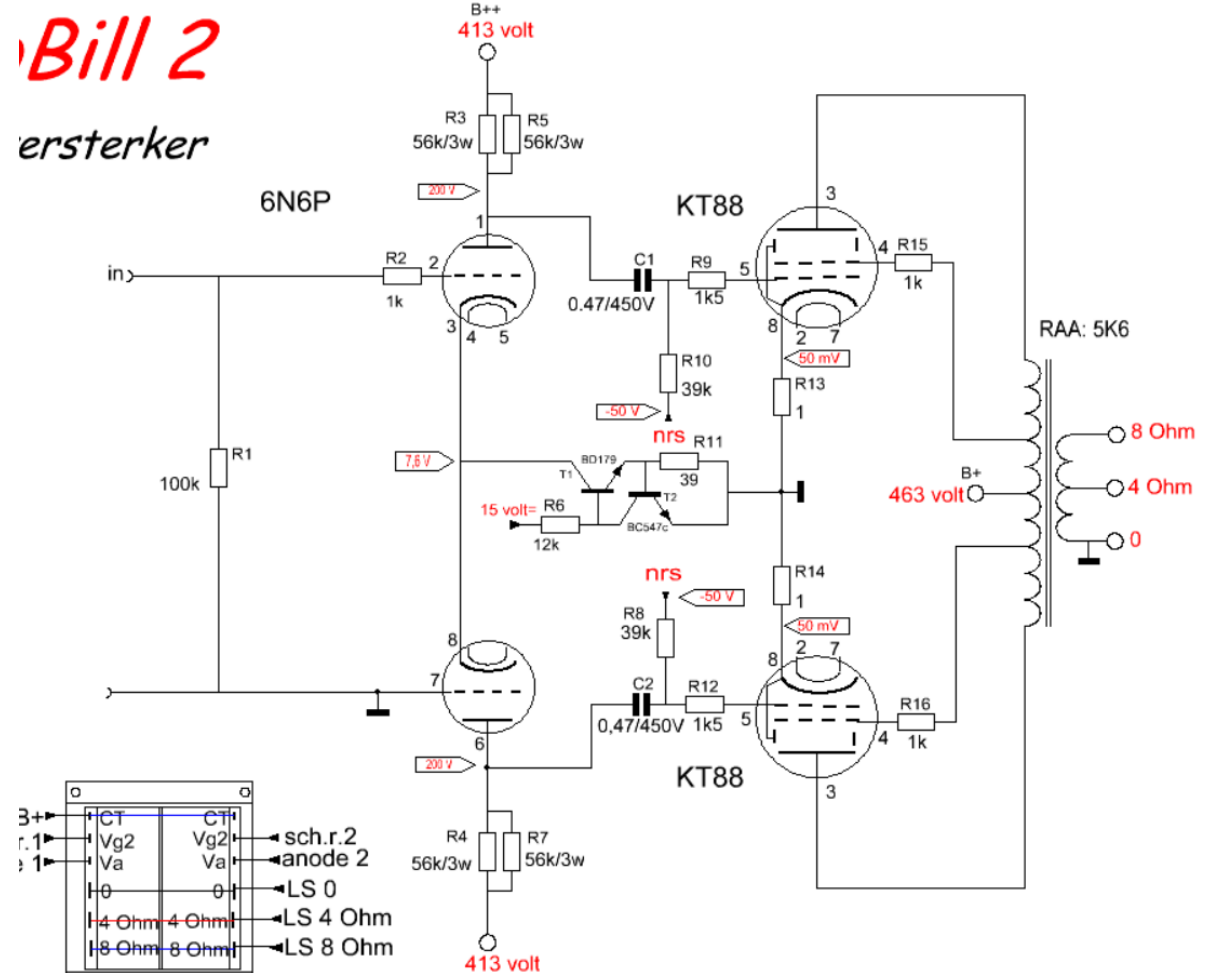 Bill 2
ersterker
B++
413 volt
R3
56k/3w
R5
56k/3w
200 V
6N6P
1
KT88
3
in
R2
1k
2
3
4
5
C1
0.47/450V
R9
1k5
5
4
R15
1k
8
2
7
50 mV
R10
39k
-50 V
nrs
R13
1
RAA: 5K6
R1
100k
7,6 V
BD179
T1
R11
39
T2
BC547c
15 volt=
R6
12k
B+
463 volt
8 Ohm
4 Ohm
0
nrs
-50 V
R8
39k
R14
1
50 mV
8
7
6
C2
0,47/450V
R12
1k5
5
8
2
7
4
R16
1k
3
KT88
200 V
R4
56k/3w
R7
56k/3w
413 volt
B+
CT
CT
r.1
Vg2
Vg2
sch.r.2
1
Va
Va
anode 2
0
0
LS 0
4 Ohm
4 Ohm
LS 4 Ohm
8 Ohm
8 Ohm
LS 8 Ohm